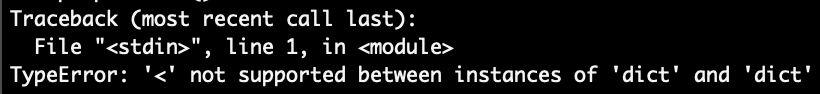 Traceback (most recent call last):
  File "<stdin>", line 1, in <module>
TypeError: '<' not supported between instances of 'dict' and 'dict'